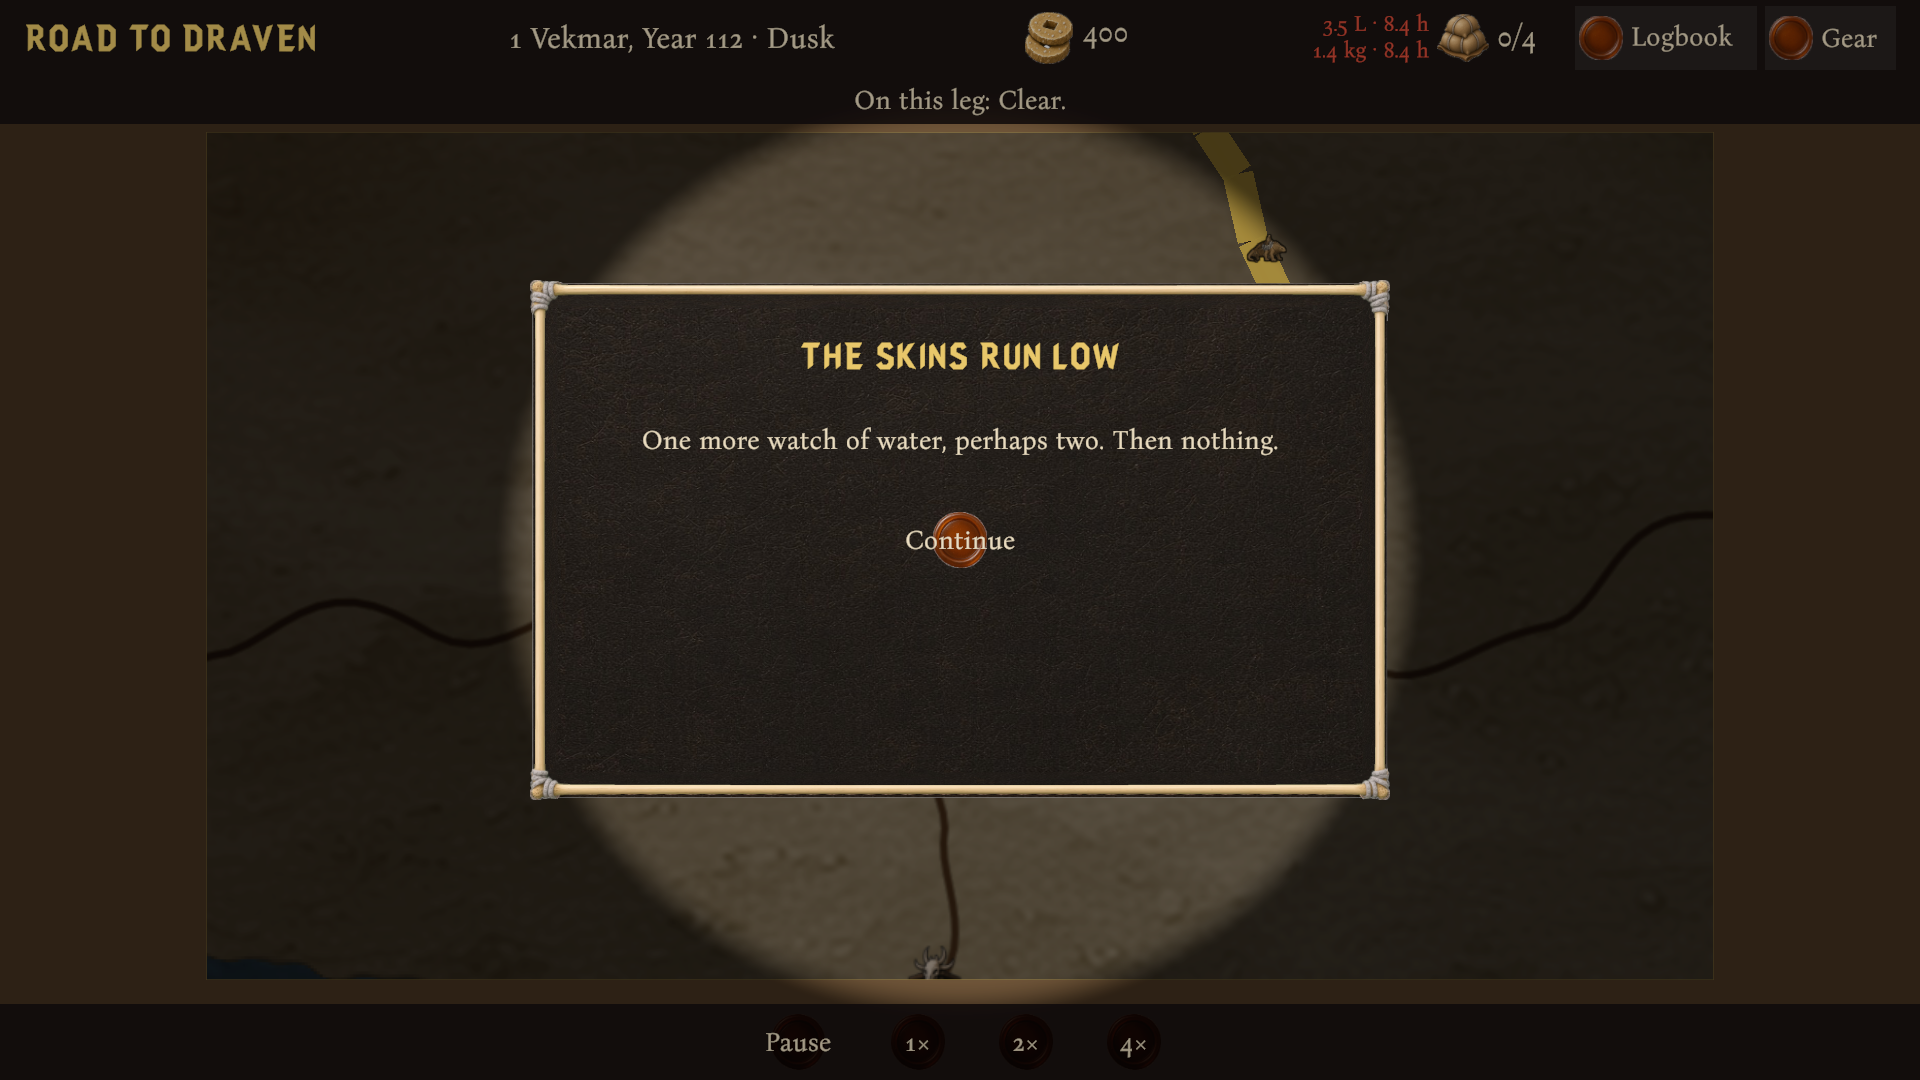 ROAD TO DRAVEN
1 Vekmar, Year 112 · Dusk
400
3.5 L · 8.4 h
1.4 kg · 8.4 h
0/4
Logbook
Gear
On this leg: Clear.
THE SKINS RUN LOW
One more watch of water, perhaps two. Then nothing.
Continue
Pause
1×
2×
4×